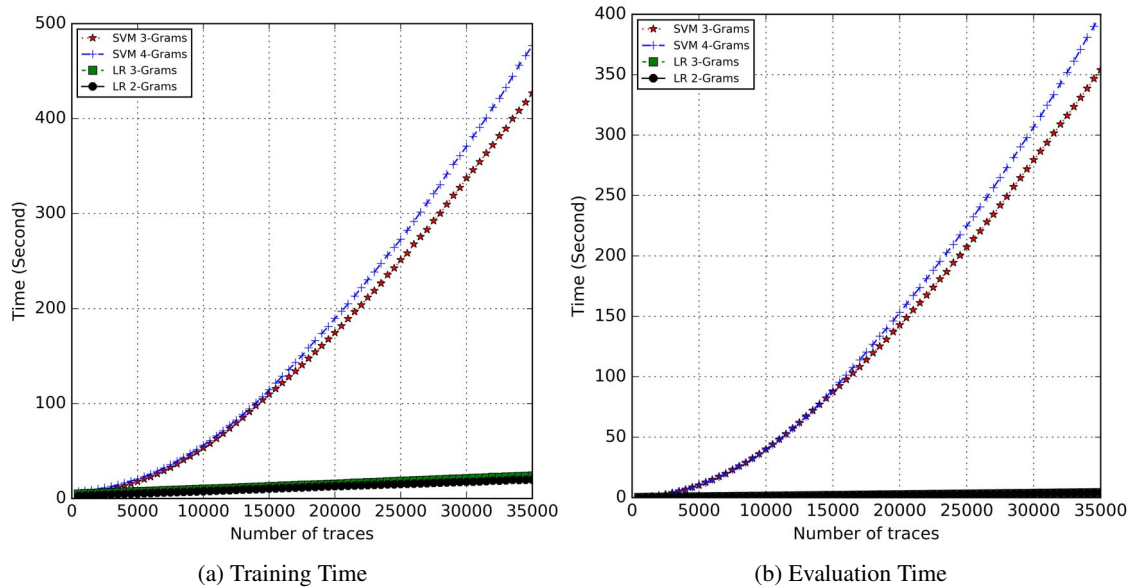 500
400
300
200
100
0
Time (Second)
SVM 3-Grams
SVM 4-Grams
LR 3-Grams
LR 2-Grams
5000 10000 15000 20000 25000 30000 35000
Number of traces
(a) Training Time
400
350
300
250
200
150
100
50
0
Time (Second)
SVM 3-Grams
SVM 4-Grams
LR 3-Grams
LR 2-Grams
5000 10000 15000 20000 25000 30000 35000
Number of traces
(b) Evaluation Time